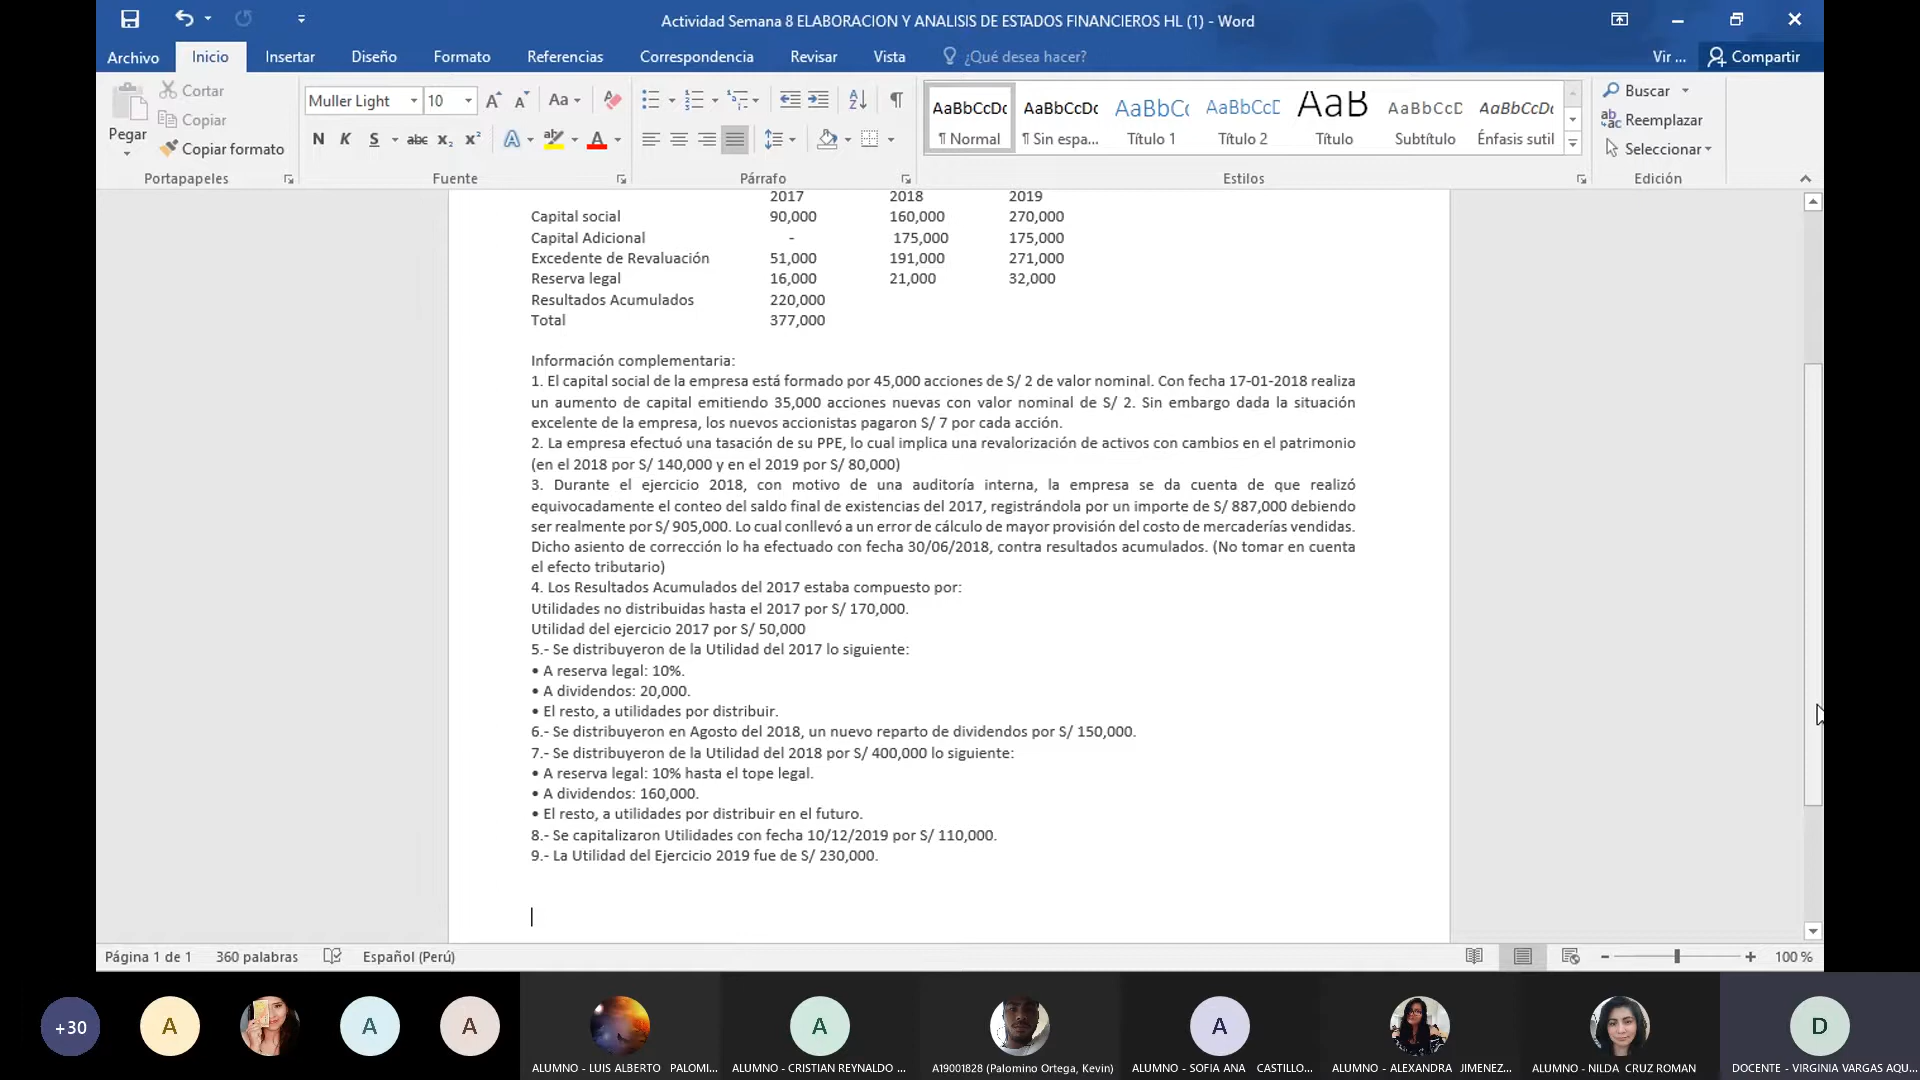 Actividad Semana 8 ELABORACION Y ANALISIS DE ESTADOS FINANCIEROS HL (1) - Word
Archivo Inicio Insertar Diseño Formato Referencias Correspondencia Revisar Vista ¿Qué desea hacer? Vir ... Compartir
Pegar Cortar Copiar Copiar formato
Muller Light 10
N K S abc x₂ x²
AaBbCcDc AaBbCcDc AaBbCc AaBbCcD AaB AaBbCcD AaBbCcDc
¶ Normal ¶ Sin espa... Título 1 Título 2 Título Subtítulo Énfasis sutil
Buscar
Reemplazar
Seleccionar
Portapapeles Fuente Párrafo Estilos Edición
2017 2018 2019
Capital social 90,000 160,000 270,000
Capital Adicional - 175,000 175,000
Excedente de Revaluación 51,000 191,000 271,000
Reserva legal 16,000 21,000 32,000
Resultados Acumulados 220,000
Total 377,000
Información complementaria:
1. El capital social de la empresa está formado por 45,000 acciones de S/ 2 de valor nominal. Con fecha 17-01-2018 realiza
un aumento de capital emitiendo 35,000 acciones nuevas con valor nominal de S/ 2. Sin embargo dada la situación
excelente de la empresa, los nuevos accionistas pagaron S/ 7 por cada acción.
2. La empresa efectuó una tasación de su PPE, lo cual implica una revalorización de activos con cambios en el patrimonio
(en el 2018 por S/ 140,000 y en el 2019 por S/ 80,000)
3. Durante el ejercicio 2018, con motivo de una auditoría interna, la empresa se da cuenta de que realizó
equivocadamente el conteo del saldo final de existencias del 2017, registrándola por un importe de S/ 887,000 debiendo
ser realmente por S/ 905,000. Lo cual conllevó a un error de cálculo de mayor provisión del costo de mercaderías vendidas.
Dicho asiento de corrección lo ha efectuado con fecha 30/06/2018, contra resultados acumulados. (No tomar en cuenta
el efecto tributario)
4. Los Resultados Acumulados del 2017 estaba compuesto por:
Utilidades no distribuidas hasta el 2017 por S/ 170,000.
Utilidad del ejercicio 2017 por S/ 50,000
5.- Se distribuyeron de la Utilidad del 2017 lo siguiente:
• A reserva legal: 10%.
• A dividendos: 20,000.
• El resto, a utilidades por distribuir.
6.- Se distribuyeron en Agosto del 2018, un nuevo reparto de dividendos por S/ 150,000.
7.- Se distribuyeron de la Utilidad del 2018 por S/ 400,000 lo siguiente:
• A reserva legal: 10% hasta el tope legal.
• A dividendos: 160,000.
• El resto, a utilidades por distribuir en el futuro.
8.- Se capitalizaron Utilidades con fecha 10/12/2019 por S/ 110,000.
9.- La Utilidad del Ejercicio 2019 fue de S/ 230,000.
Página 1 de 1 360 palabras Español (Perú) 100 %
+30 A A A A A D
ALUMNO - LUIS ALBERTO PALOMI... ALUMNO - CRISTIAN REYNALDO ... A19001828 (Palomino Ortega, Kevin) ALUMNO - SOFIA ANA CASTILLO... ALUMNO - ALEXANDRA JIMENEZ... ALUMNO - NILDA CRUZ ROMAN DOCENTE - VIRGINIA VARGAS AQU...